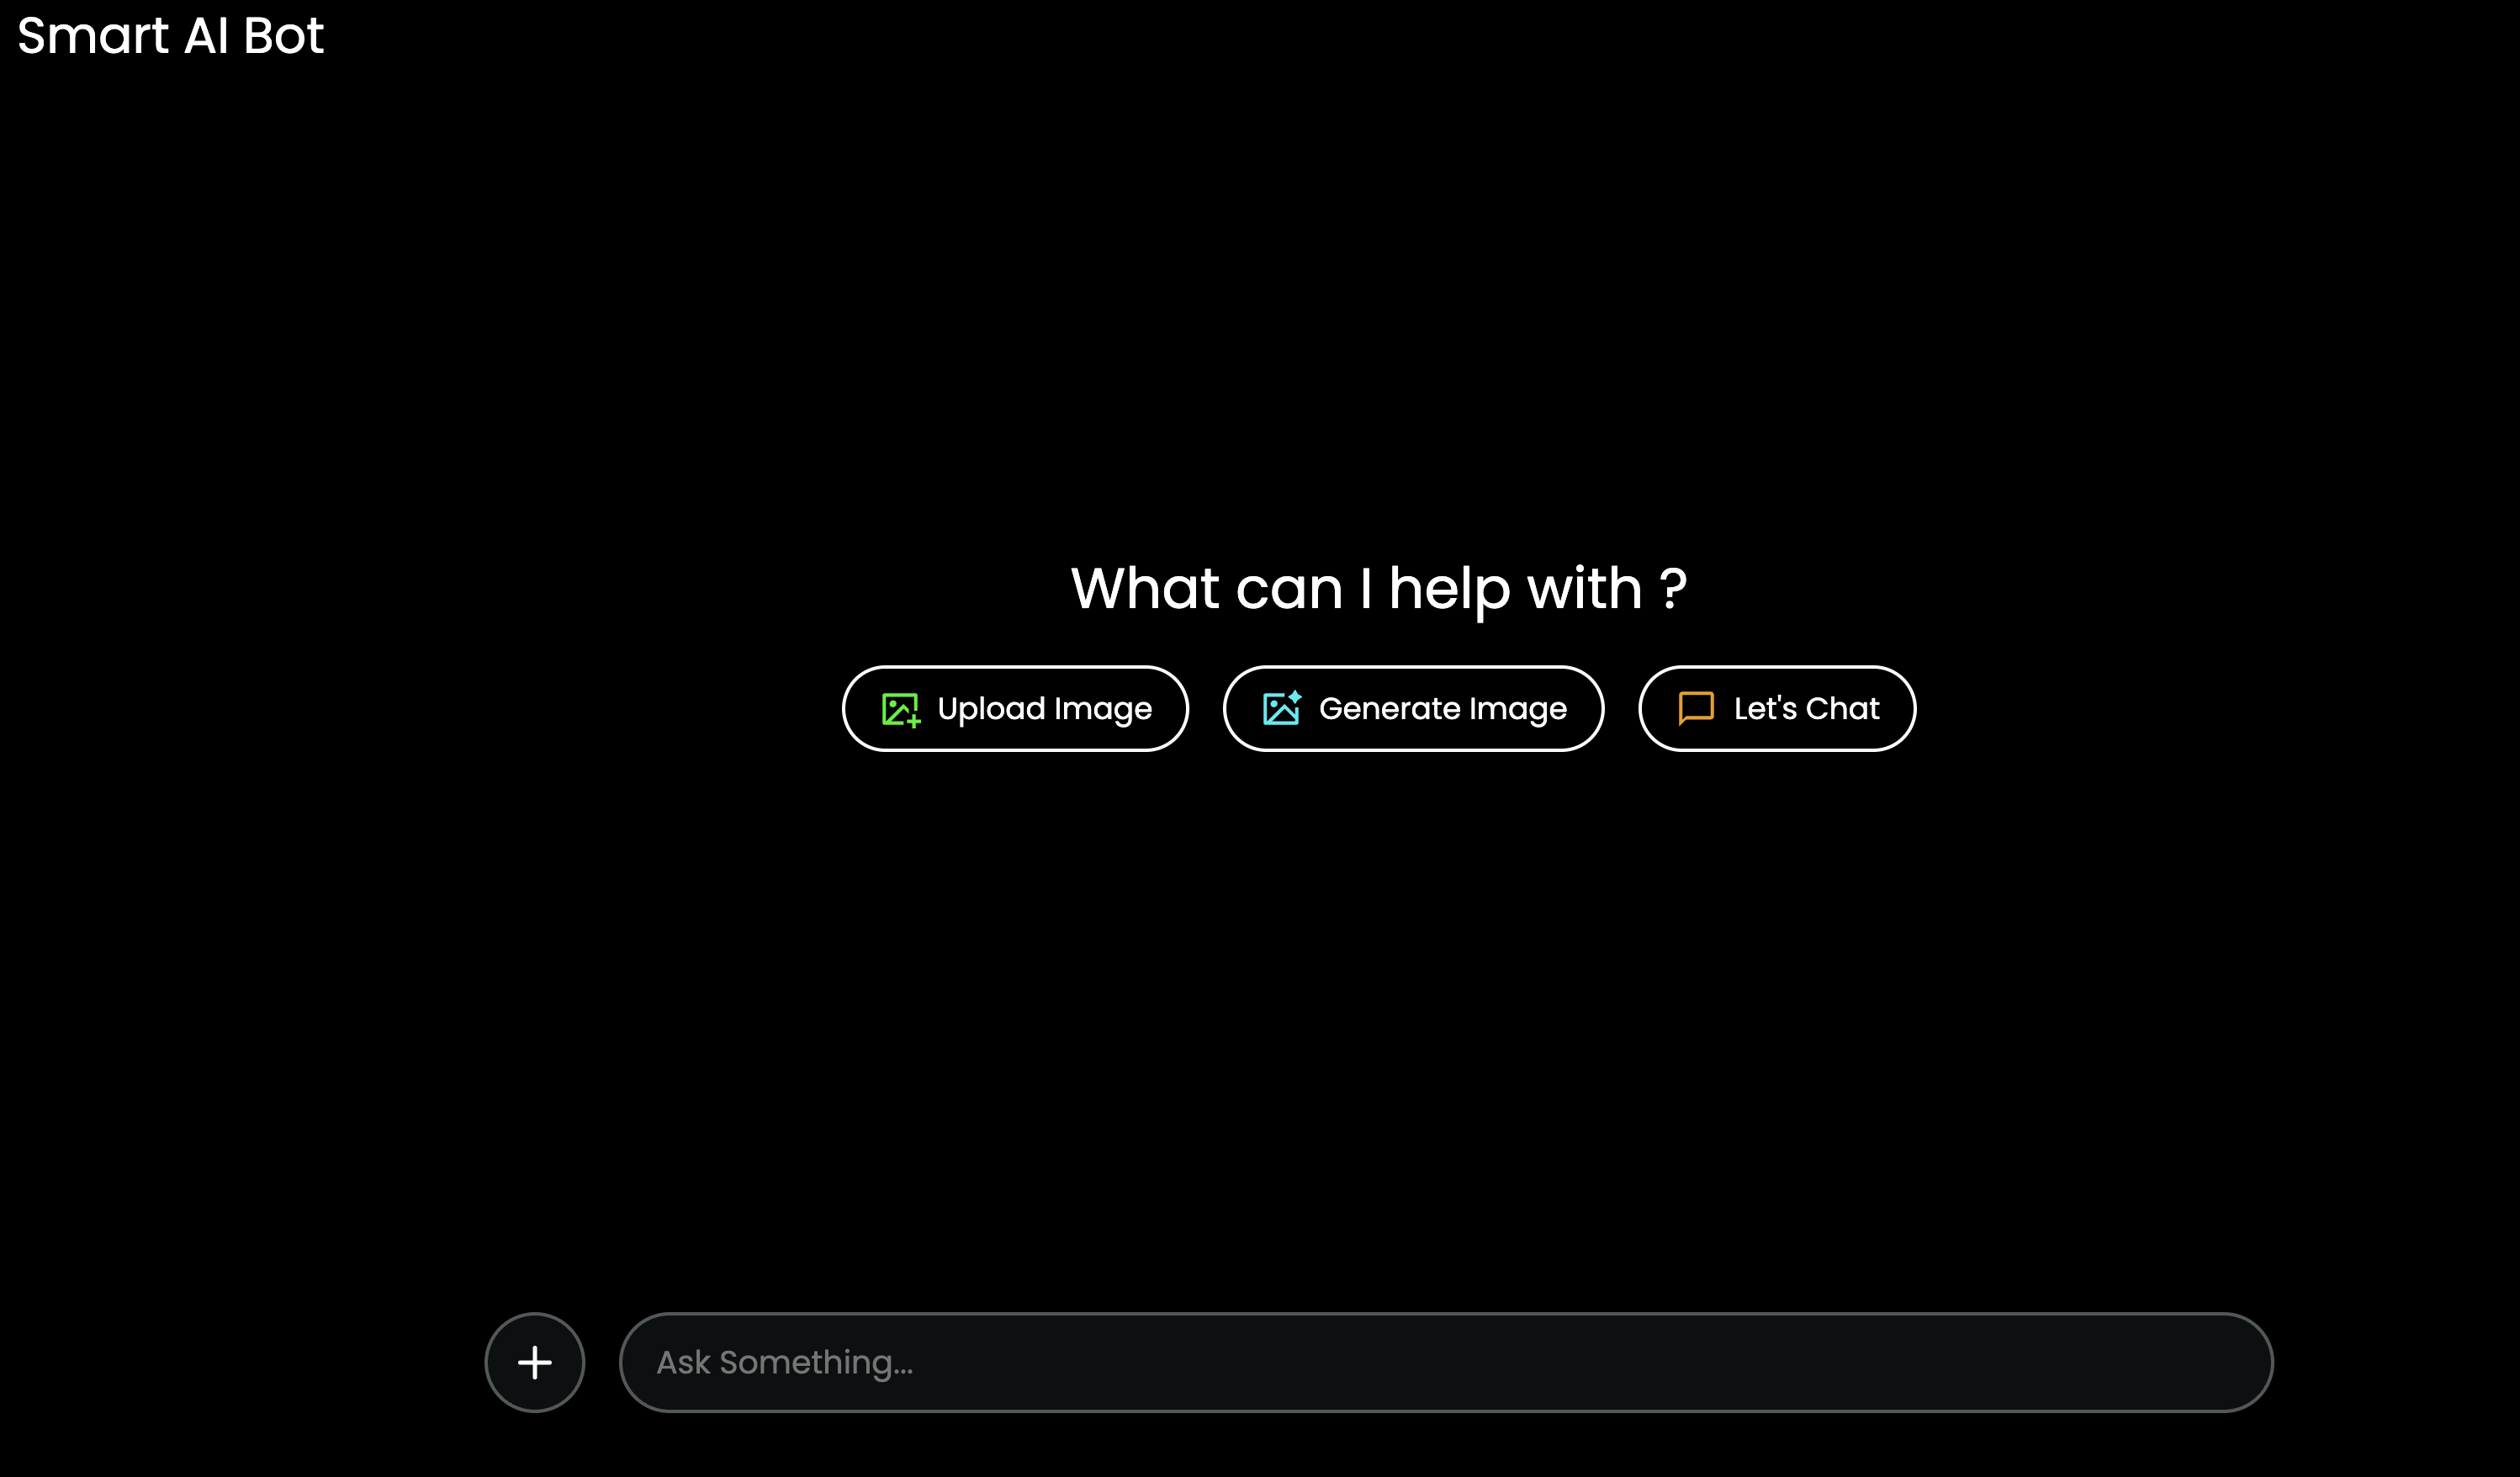 Smart AI Bot
What can I help with ?
Upload Image
Generate Image
Let's Chat
Ask Something...